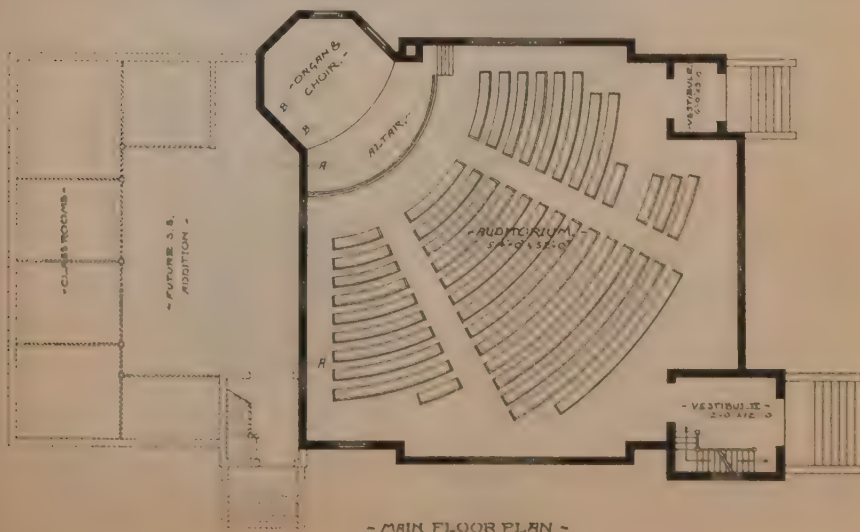 - ORGAN &
CHOIR. -
B
B
ALTAR. -
A
- VESTIBULE. -
- AUDITORIUM. -
- CLASS ROOMS -
- FUTURE S. S.
ADDITION -
A
- VESTIBULE -
- MAIN FLOOR PLAN -